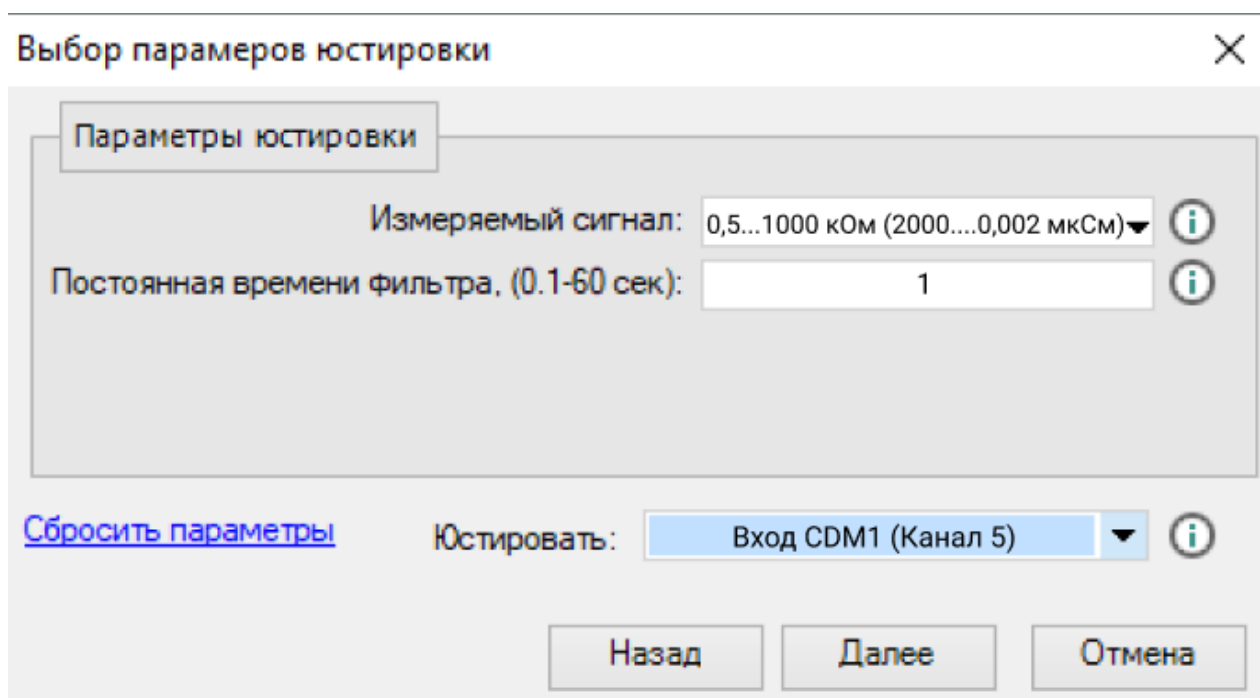 Выбор парамеров юстировки
Параметры юстировки
Измеряемый сигнал: 0,5...1000 кОм (2000....0,002 мкСм)
Постоянная времени фильтра, (0.1-60 сек): 1
Сбросить параметры Юстировать: Вход CDM1 (Канал 5)
Назад Далее Отмена